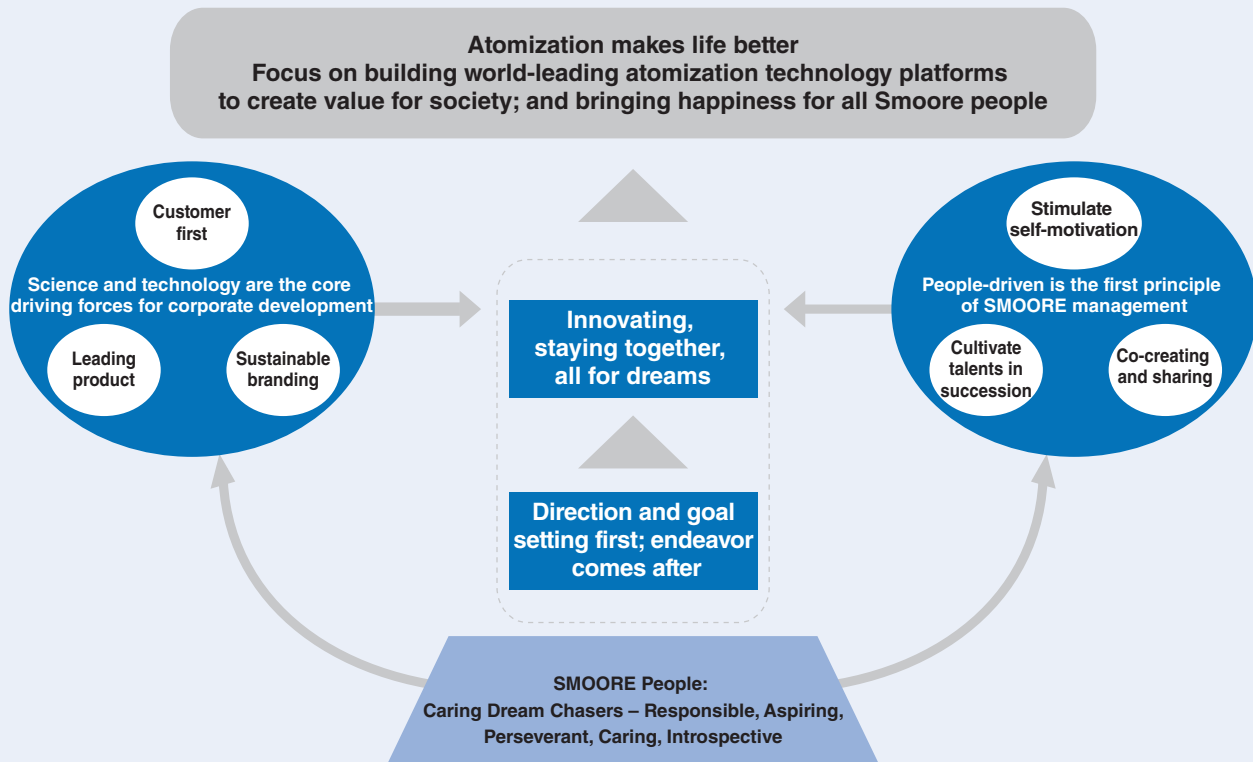 Atomization makes life better
Focus on building world-leading atomization technology platforms
to create value for society; and bringing happiness for all Smoore people
Customer
first
Science and technology are the core
driving forces for corporate development
Leading
product
Sustainable
branding
Innovating,
staying together,
all for dreams
Direction and goal
setting first; endeavor
comes after
Stimulate
self-motivation
People-driven is the first principle
of SMOORE management
Cultivate
talents in
succession
Co-creating
and sharing
SMOORE People:
Caring Dream Chasers – Responsible, Aspiring,
Perseverant, Caring, Introspective